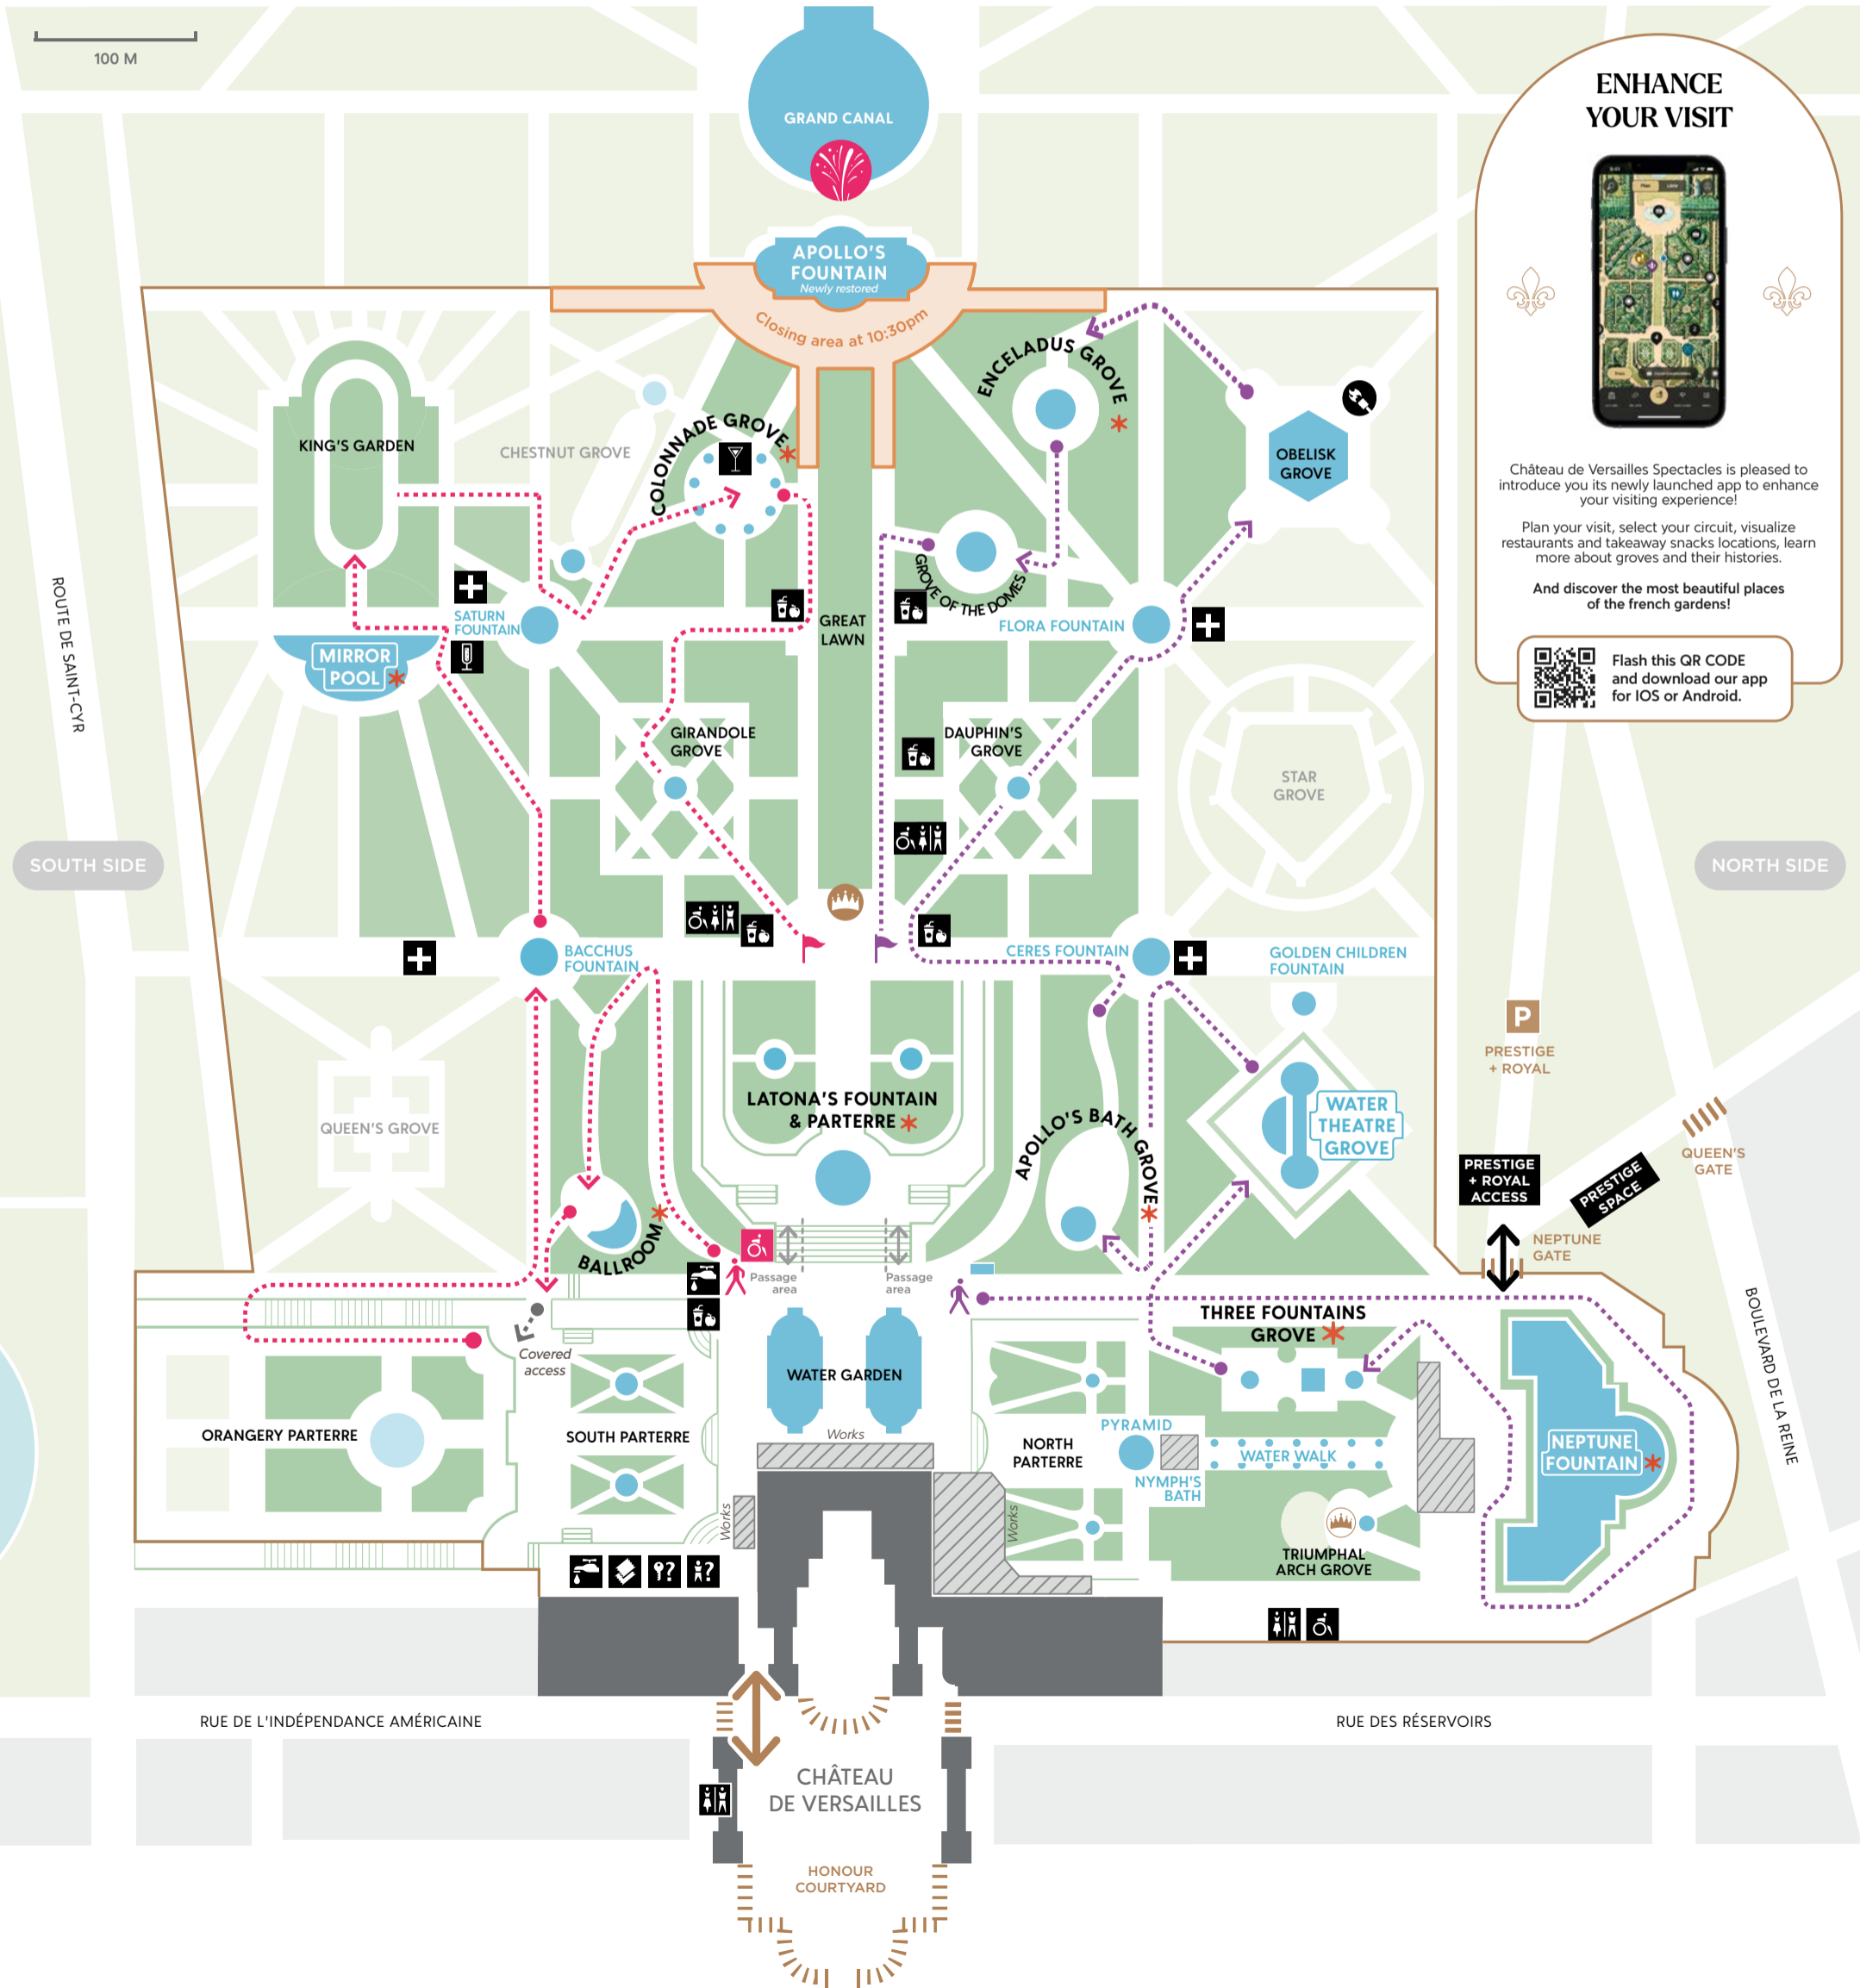 100 M
GRAND CANAL
APOLLO'S
FOUNTAIN
Newly restored
Closing area at 10:30pm
ENHANCE
YOUR VISIT
Château de Versailles Spectacles is pleased to
introduce you its newly launched app to enhance
your visiting experience!
Plan your visit, select your circuit, visualize
restaurants and takeaway snacks locations, learn
more about groves and their histories.
And discover the most beautiful places
of the french gardens!
Flash this QR CODE
and download our app
for IOS or Android.
KING'S GARDEN
CHESTNUT GROVE
COLONNADE GROVE
ENCELADUS GROVE
OBELISK
GROVE
GROVE OF THE DOMES
SATURN
FOUNTAIN
GREAT
LAWN
FLORA FOUNTAIN
MIRROR
POOL
ROUTE DE SAINT-CYR
GIRANDOLE
GROVE
DAUPHIN'S
GROVE
STAR
GROVE
SOUTH SIDE
NORTH SIDE
BACCHUS
FOUNTAIN
CERES FOUNTAIN
GOLDEN CHILDREN
FOUNTAIN
P
PRESTIGE
+ ROYAL
QUEEN'S GROVE
LATONA'S FOUNTAIN
& PARTERRE
APOLLO'S BATH GROVE
WATER
THEATRE
GROVE
QUEEN'S
GATE
PRESTIGE
+ ROYAL
ACCESS
PRESTIGE
SPACE
NEPTUNE
GATE
BALLROOM
Passage
area
Passage
area
BOULEVARD DE LA REINE
THREE FOUNTAINS
GROVE
Covered
access
WATER GARDEN
ORANGERY PARTERRE
SOUTH PARTERRE
Works
NORTH
PARTERRE
PYRAMID
NYMPH'S
BATH
WATER WALK
NEPTUNE
FOUNTAIN
Works
Works
TRIUMPHAL
ARCH GROVE
RUE DE L'INDÉPENDANCE AMÉRICAINE
RUE DES RÉSERVOIRS
CHÂTEAU
DE VERSAILLES
HONOUR
COURTYARD